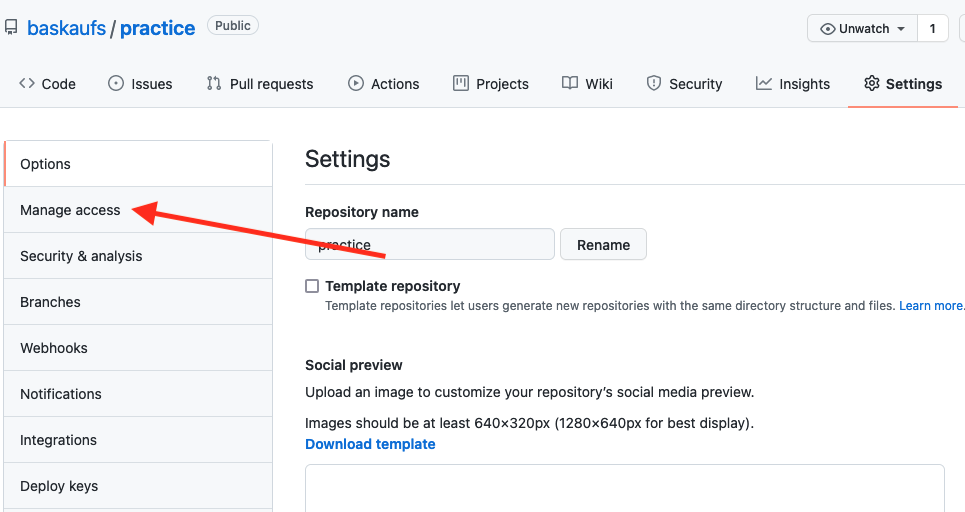 baskaufs / practice Public
Unwatch 1
Code Issues Pull requests Actions Projects Wiki Security Insights Settings
Options
Manage access
Security & analysis
Branches
Webhooks
Notifications
Integrations
Deploy keys
Settings
Repository name
practice Rename
Template repository
Template repositories let users generate new repositories with the same directory structure and files. Learn more.
Social preview
Upload an image to customize your repository’s social media preview.
Images should be at least 640×320px (1280×640px for best display).
Download template